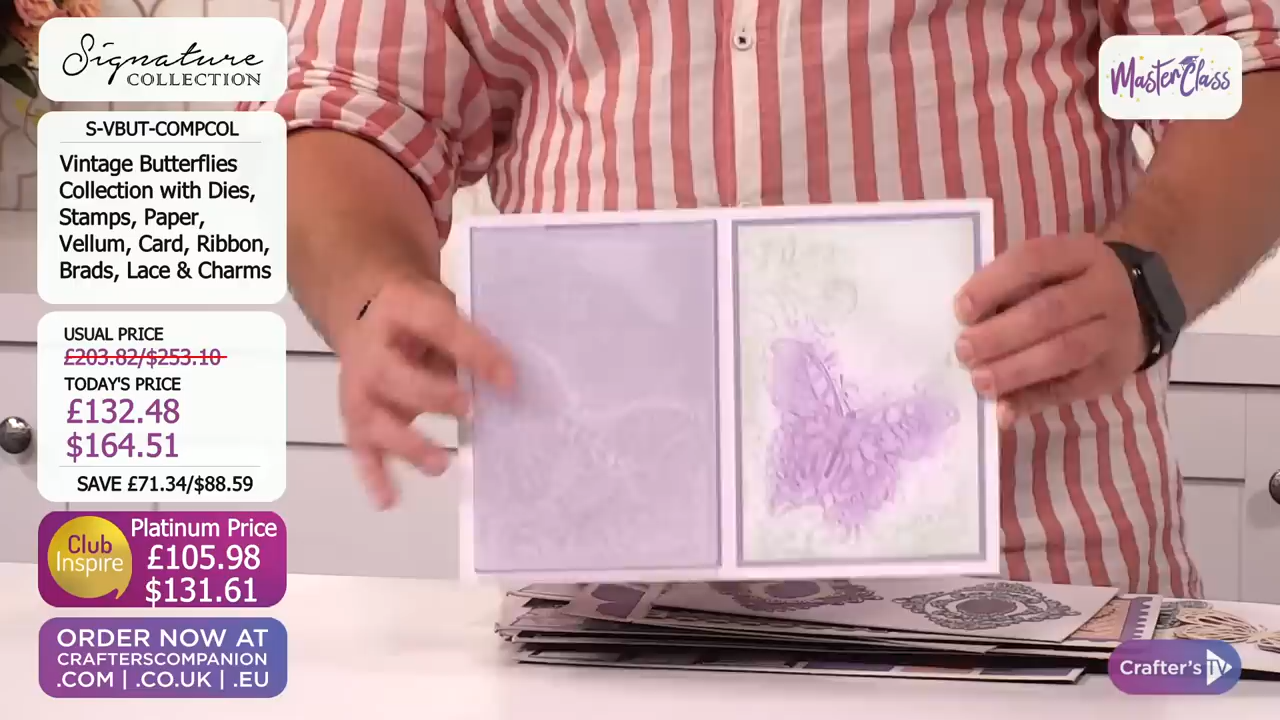 Signature
COLLECTION
S-VBUT-COMPCOL
Vintage Butterflies
Collection with Dies,
Stamps, Paper,
Vellum, Card, Ribbon,
Brads, Lace & Charms
USUAL PRICE
£203.82/$253.10
TODAY'S PRICE
£132.48
$164.51
SAVE £71.34/$88.59
Club
Inspire
Platinum Price
£105.98
$131.61
ORDER NOW AT
CRAFTERSCOMPANION
.COM | .CO.UK | .EU
MasterClass
Crafter's TV